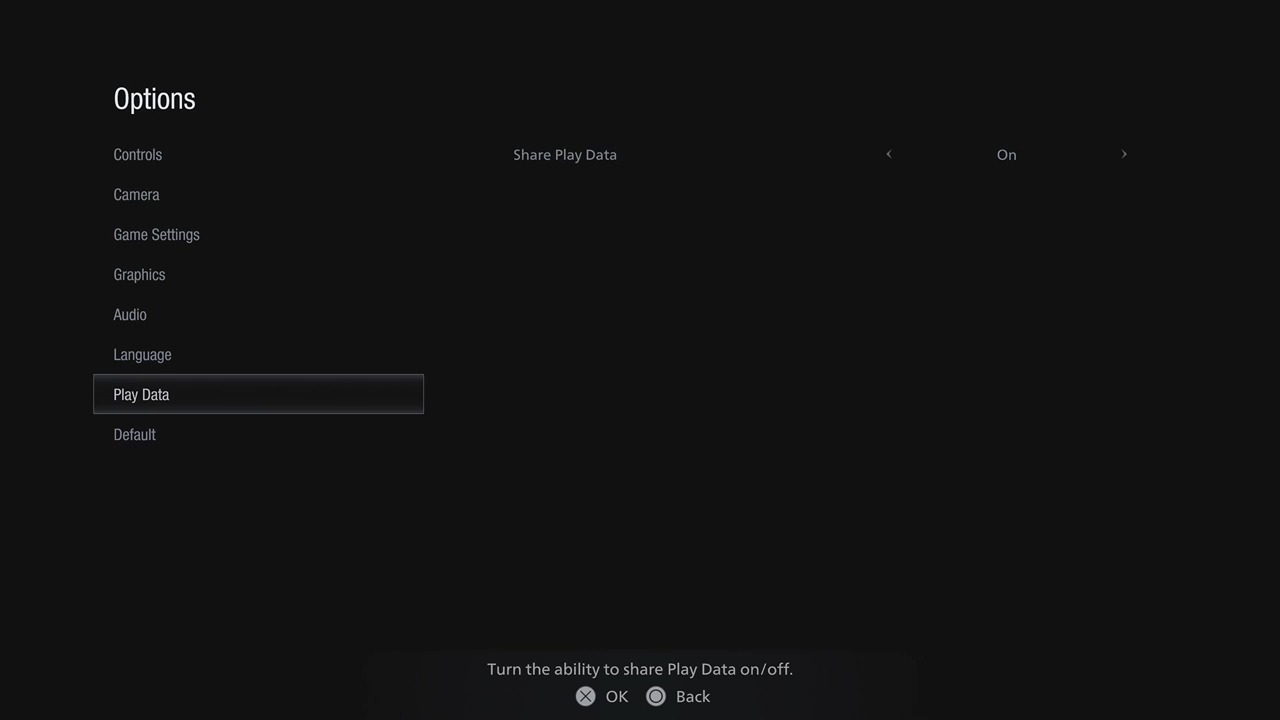 Options
Controls
Share Play Data
On
Camera
Game Settings
Graphics
Audio
Language
Play Data
Default
Turn the ability to share Play Data on/off.
OK Back